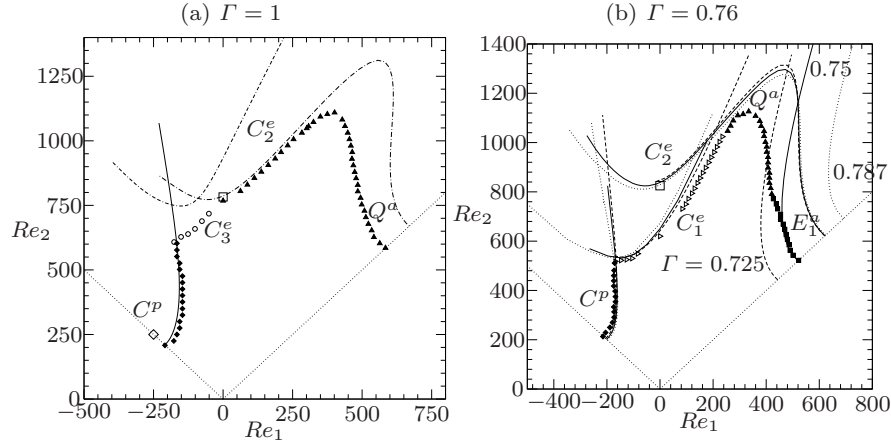 (a) Γ = 1
(b) Γ = 0.76
1250
1000
750
Re₂
500
250
0
−500
−250
0
250
500
750
Re₁
C₂ᵉ
C₃ᵉ
Qᵃ
Cᵖ
1400
1200
1000
800
Re₂
600
400
200
0
−400
−200
0
200
400
600
800
Re₁
0.75
Qᵃ
0.787
C₂ᵉ
C₁ᵉ
E₁ᵃ
Γ = 0.725
Cᵖ